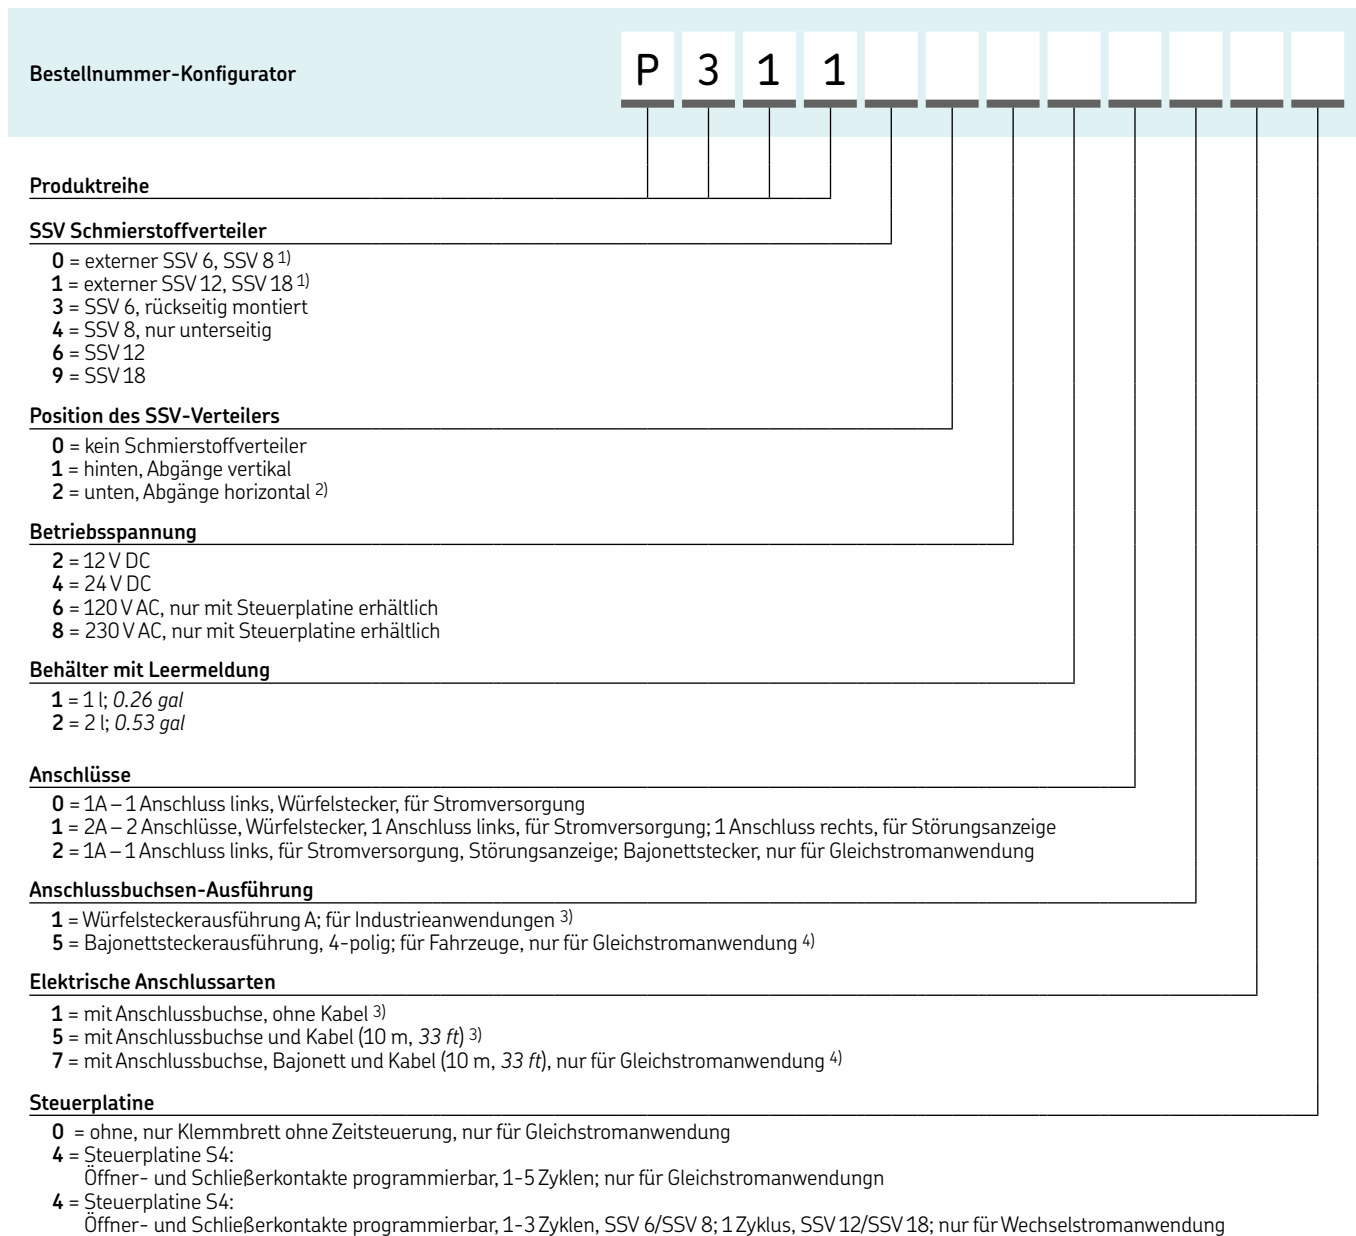 Bestellnummer-Konfigurator P 3 1 1
Produktreihe
SSV Schmierstoffverteiler
0 = externer SSV 6, SSV 8 1)
1 = externer SSV 12, SSV 18 1)
3 = SSV 6, rückseitig montiert
4 = SSV 8, nur unterseitig
6 = SSV 12
9 = SSV 18
Position des SSV-Verteilers
0 = kein Schmierstoffverteiler
1 = hinten, Abgänge vertikal
2 = unten, Abgänge horizontal 2)
Betriebsspannung
2 = 12 V DC
4 = 24 V DC
6 = 120 V AC, nur mit Steuerplatine erhältlich
8 = 230 V AC, nur mit Steuerplatine erhältlich
Behälter mit Leermeldung
1 = 1 l; 0.26 gal
2 = 2 l; 0.53 gal
Anschlüsse
0 = 1A – 1 Anschluss links, Würfelstecker, für Stromversorgung
1 = 2A – 2 Anschlüsse, Würfelstecker, 1 Anschluss links, für Stromversorgung; 1 Anschluss rechts, für Störungsanzeige
2 = 1A – 1 Anschluss links, für Stromversorgung, Störungsanzeige; Bajonettstecker, nur für Gleichstromanwendung
Anschlussbuchsen-Ausführung
1 = Würfelsteckerausführung A; für Industrieanwendungen 3)
5 = Bajonettsteckerausführung, 4-polig; für Fahrzeuge, nur für Gleichstromanwendung 4)
Elektrische Anschlussarten
1 = mit Anschlussbuchse, ohne Kabel 3)
5 = mit Anschlussbuchse und Kabel (10 m, 33 ft) 3)
7 = mit Anschlussbuchse, Bajonett und Kabel (10 m, 33 ft), nur für Gleichstromanwendung 4)
Steuerplatine
0 = ohne, nur Klemmbrett ohne Zeitsteuerung, nur für Gleichstromanwendung
4 = Steuerplatine S4:
Öffner- und Schließerkontakte programmierbar, 1-5 Zyklen; nur für Gleichstromanwendungn
4 = Steuerplatine S4:
Öffner- und Schließerkontakte programmierbar, 1-3 Zyklen, SSV 6/SSV 8; 1 Zyklus, SSV 12/SSV 18; nur für Wechselstromanwendung